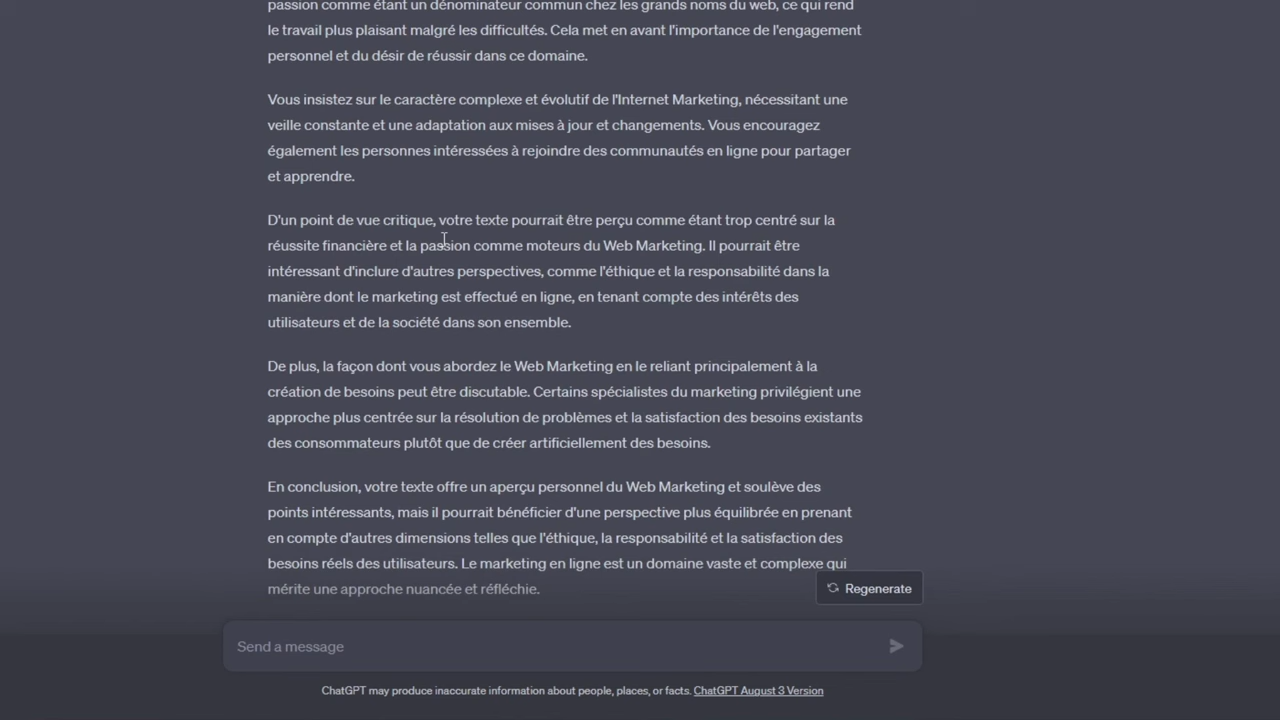 passion comme étant un dénominateur commun chez les grands noms du web, ce qui rend
le travail plus plaisant malgré les difficultés. Cela met en avant l'importance de l'engagement
personnel et du désir de réussir dans ce domaine.
Vous insistez sur le caractère complexe et évolutif de l'Internet Marketing, nécessitant une
veille constante et une adaptation aux mises à jour et changements. Vous encouragez
également les personnes intéressées à rejoindre des communautés en ligne pour partager
et apprendre.
D'un point de vue critique, votre texte pourrait être perçu comme étant trop centré sur la
réussite financière et la passion comme moteurs du Web Marketing. Il pourrait être
intéressant d'inclure d'autres perspectives, comme l'éthique et la responsabilité dans la
manière dont le marketing est effectué en ligne, en tenant compte des intérêts des
utilisateurs et de la société dans son ensemble.
De plus, la façon dont vous abordez le Web Marketing en le reliant principalement à la
création de besoins peut être discutable. Certains spécialistes du marketing privilégient une
approche plus centrée sur la résolution de problèmes et la satisfaction des besoins existants
des consommateurs plutôt que de créer artificiellement des besoins.
En conclusion, votre texte offre un aperçu personnel du Web Marketing et soulève des
points intéressants, mais il pourrait bénéficier d'une perspective plus équilibrée en prenant
en compte d'autres dimensions telles que l'éthique, la responsabilité et la satisfaction des
besoins réels des utilisateurs. Le marketing en ligne est un domaine vaste et complexe qui
mérite une approche nuancée et réfléchie.
Regenerate
Send a message
ChatGPT may produce inaccurate information about people, places, or facts. ChatGPT August 3 Version